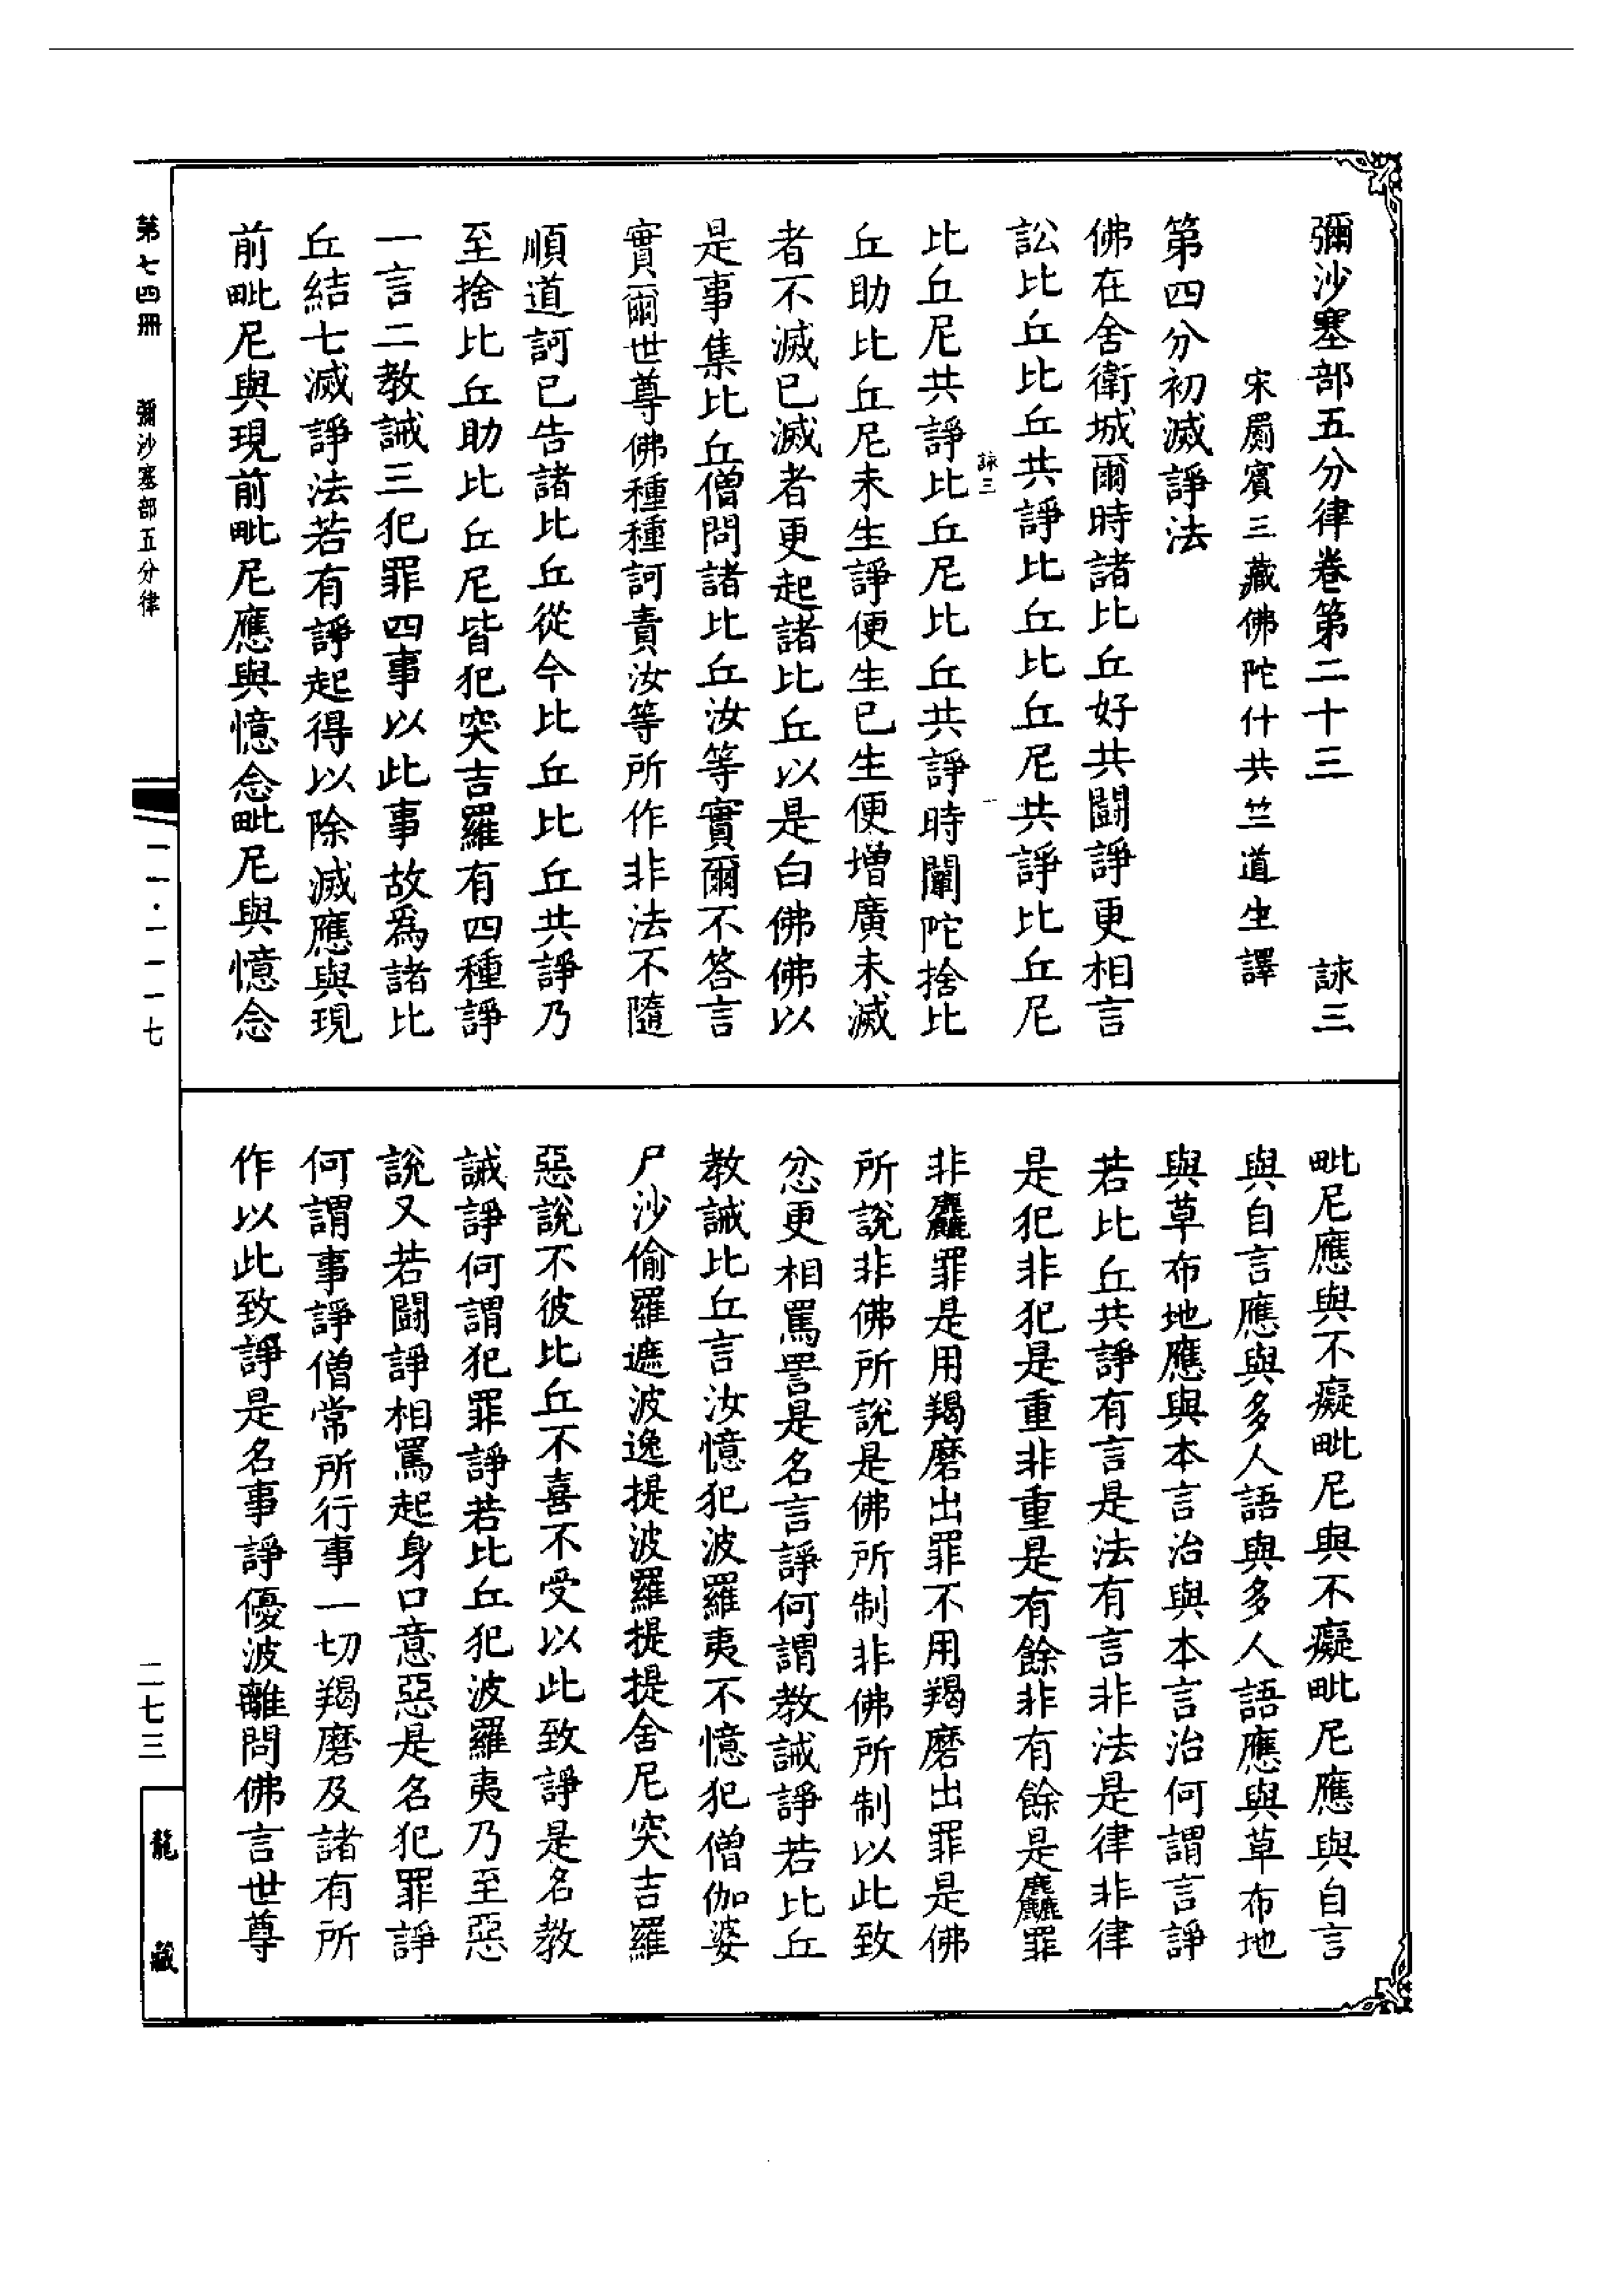 彌沙塞部五分律卷第二十三　詠三
宋罽賓三藏佛陀什共竺道生譯
第四分初滅諍法
佛在舍衛城爾時諸比丘好共鬪諍更相言
訟比丘比丘共諍比丘比丘尼共諍比丘尼
詠三　一
比丘尼共諍比丘尼比丘共諍時闡陀捨比
丘助比丘尼未生諍便生已生便增廣未滅
者不滅已滅者更起諸比丘以是白佛佛以
是事集比丘僧問諸比丘汝等實爾不答言
實爾世尊佛種種訶責汝等所作非法不隨
順道訶已告諸比丘從今比丘比丘共諍乃
至捨比丘助比丘尼皆犯突吉羅有四種諍
一言二教誡三犯罪四事以此事故爲諸比
丘結七滅諍法若有諍起得以除滅應與現
前毗尼與現前毗尼應與憶念毗尼與憶念
毗尼應與不癡毗尼與不癡毗尼應與自言
與自言應與多人語與多人語應與草布地
與草布地應與本言治與本言治何謂言諍
若比丘共諍有言是法有言非法是律非律
是犯非犯是重非重是有餘非有餘是麤罪
非麤罪是用羯磨出罪不用羯磨出罪是佛
所說非佛所說是佛所制非佛所制以此致
忿更相罵詈是名言諍何謂教誡諍若比丘
教誡比丘言汝憶犯波羅夷不憶犯僧伽婆
尸沙偷羅遮波逸提波羅提提舍尼突吉羅
惡說不彼比丘不喜不受以此致諍是名教
誡諍何謂犯罪諍若比丘犯波羅夷乃至惡
說又若鬪諍相罵起身口意惡是名犯罪諍
何謂事諍僧常所行事一切羯磨及諸有所
作以此致諍是名事諍優波離問佛言世尊
第七四冊　彌沙塞部五分律
一一·一一一七
二七三
龍藏